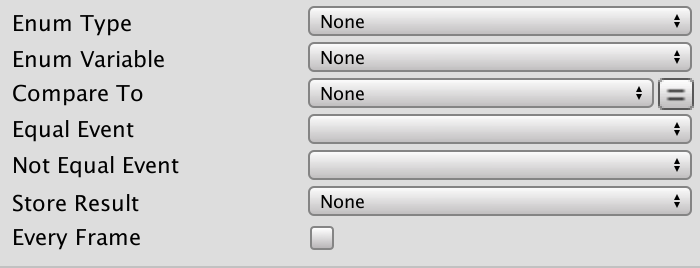 Enum Type None
Enum Variable None
Compare To None =
Equal Event
Not Equal Event
Store Result None
Every Frame